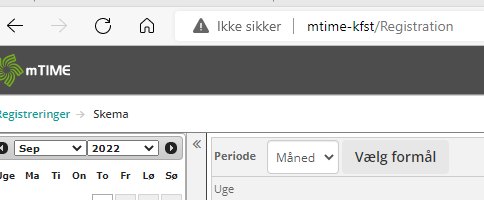 Ikke sikker mtime-kfst/Registration
mTIME
Registreringer → Skema
Sep 2022
Uge Ma Ti On To Fr Lø Sø
Periode Måned Vælg formål
Uge